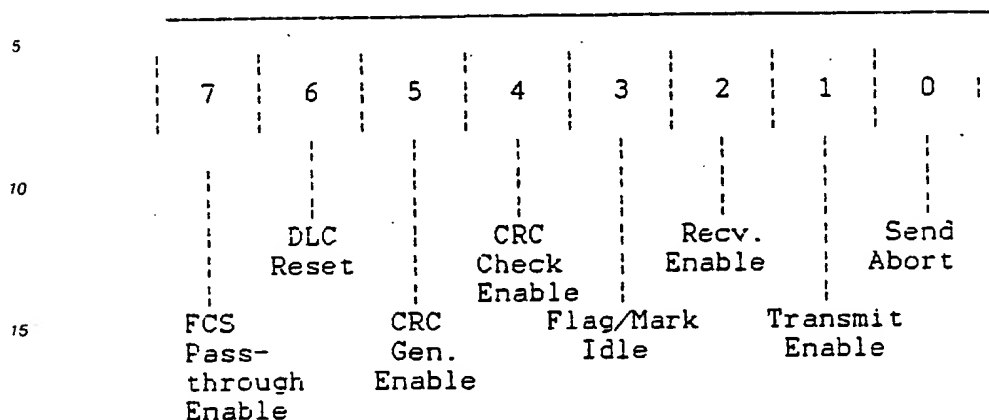 5
7 6 5 4 3 2 1 0
10
DLC CRC Recv. Send
Reset Check Enable Abort
Enable
15
FCS CRC Flag/Mark Transmit
Pass- Gen. Idle Enable
through Enable
Enable